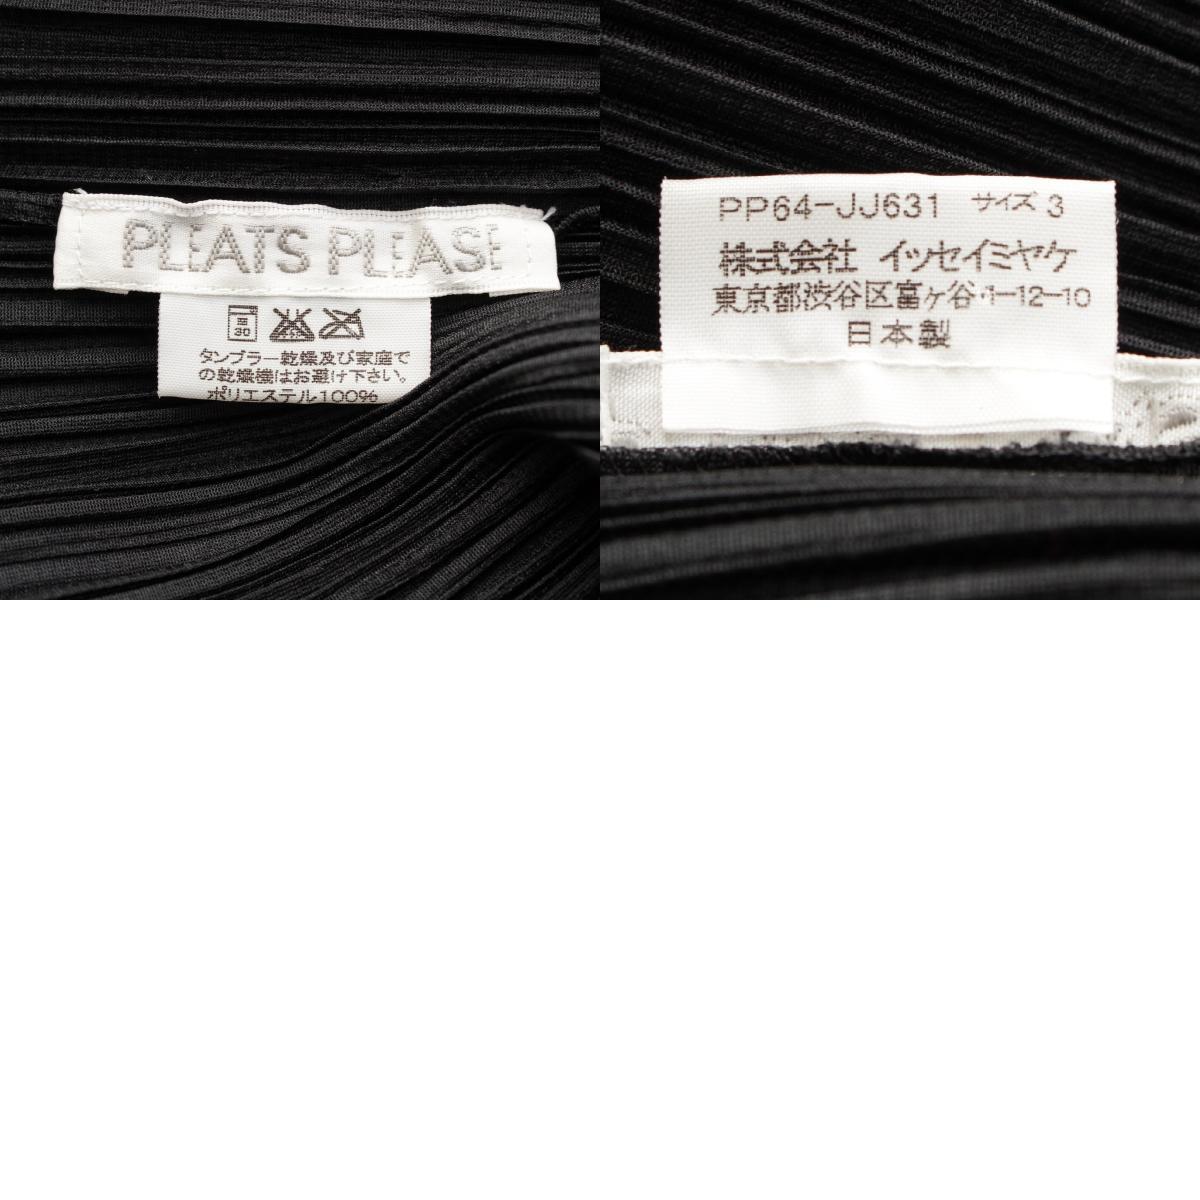 PLEATS PLEASE
30
タンブラー乾燥及び家庭で
の乾燥機はお避け下さい。
ポリエステル100%
PP64-JJ631 サイズ 3
株式会社 イッセイミヤケ
東京都渋谷区富ヶ谷1-12-10
日本製